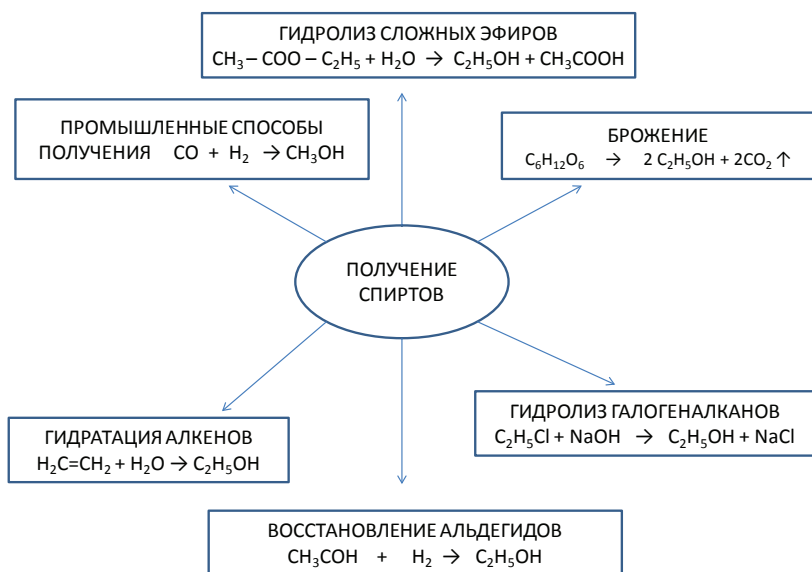 ГИДРОЛИЗ СЛОЖНЫХ ЭФИРОВ
CH₃ – COO – C₂H₅ + H₂O → C₂H₅OH + CH₃COOH
ПРОМЫШЛЕННЫЕ СПОСОБЫ
ПОЛУЧЕНИЯ CO + H₂ → CH₃OH
БРОЖЕНИЕ
C₆H₁₂O₆ → 2 C₂H₅OH + 2CO₂ ↑
ПОЛУЧЕНИЕ
СПИРТОВ
ГИДРАТАЦИЯ АЛКЕНОВ
H₂C=CH₂ + H₂O → C₂H₅OH
ГИДРОЛИЗ ГАЛОГЕНАЛКАНОВ
C₂H₅Cl + NaOH → C₂H₅OH + NaCl
ВОССТАНОВЛЕНИЕ АЛЬДЕГИДОВ
CH₃COH + H₂ → C₂H₅OH